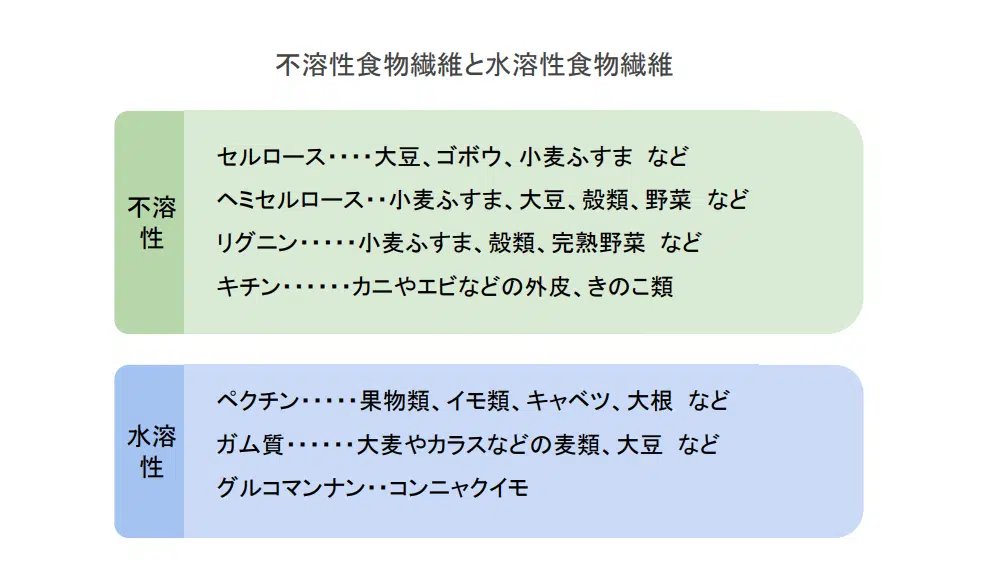 不溶性食物繊維と水溶性食物繊維
不溶
性
セルロース････大豆、ゴボウ、小麦ふすま など
ヘミセルロース･･小麦ふすま、大豆、殻類、野菜 など
リグニン･････小麦ふすま、殻類、完熟野菜 など
キチン･･････カニやエビなどの外皮、きのこ類
水溶
性
ペクチン･････果物類、イモ類、キャベツ、大根 など
ガム質･･････大麦やカラスなどの麦類、大豆 など
グルコマンナン･･コンニャクイモ